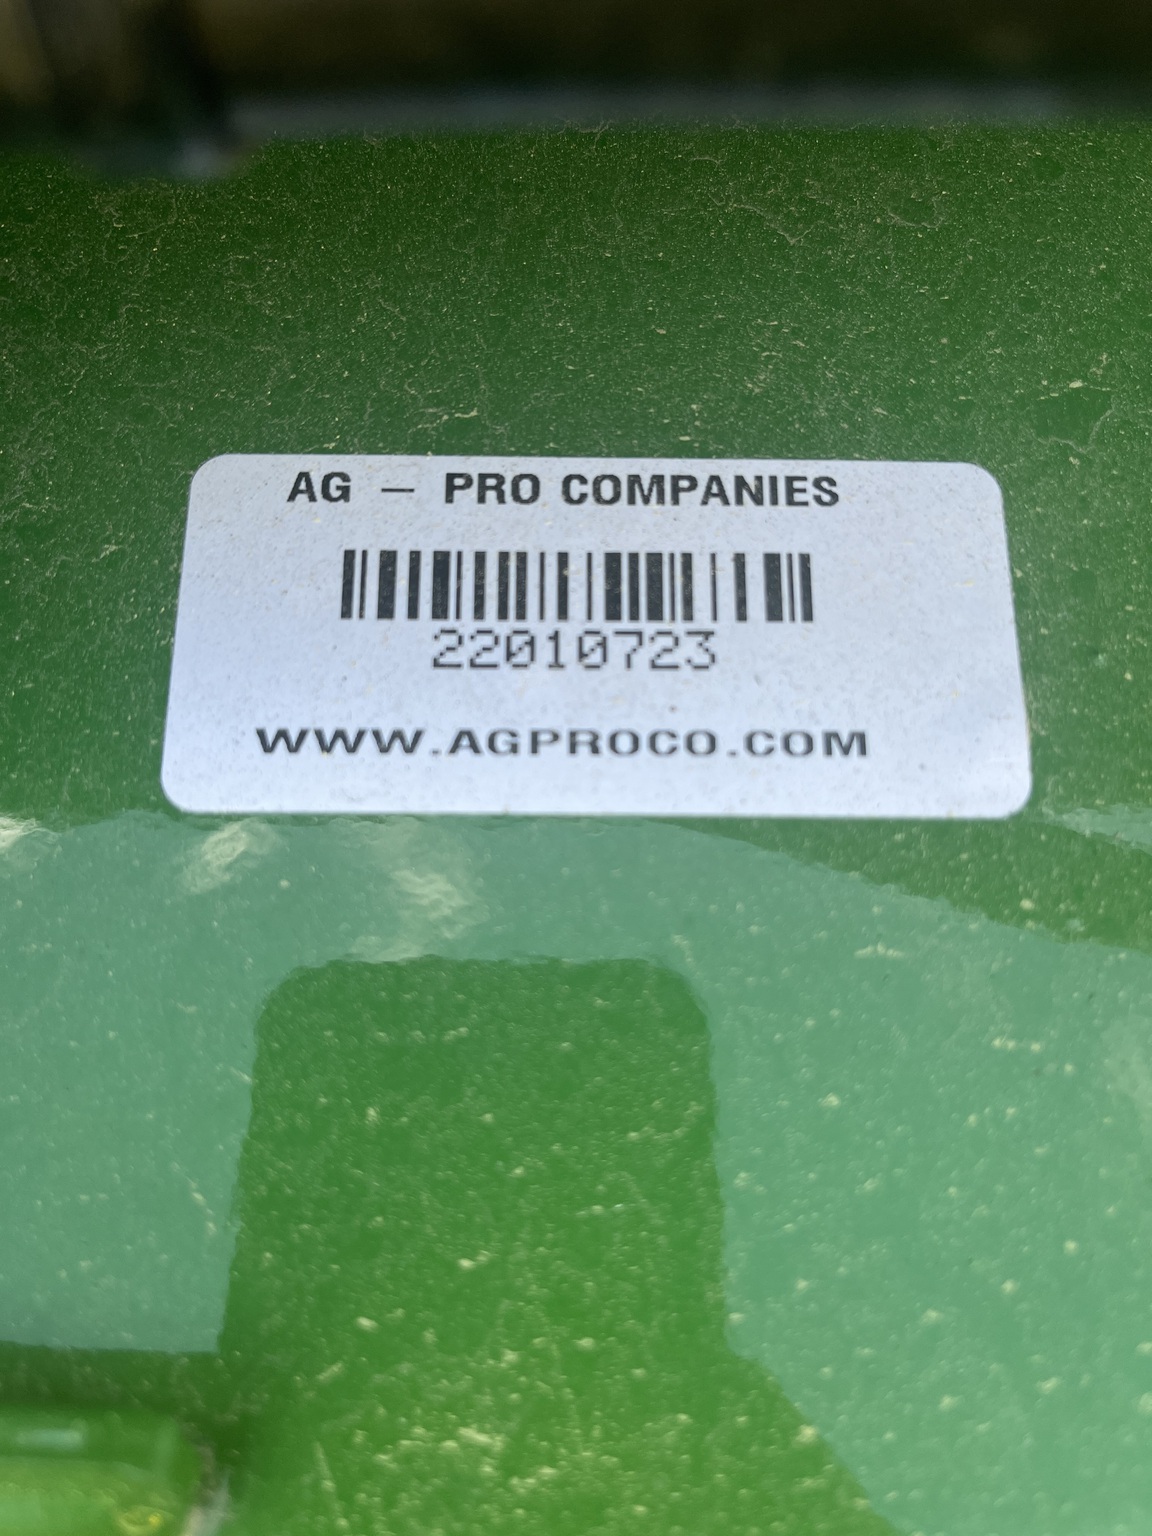 AG – PRO COMPANIES
22010723
WWW.AGPROCO.COM